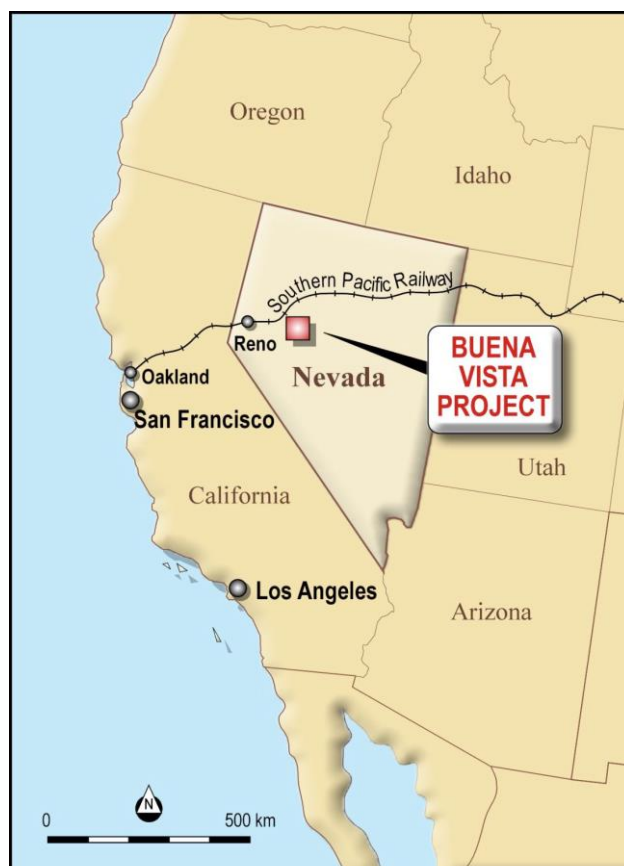 Oregon
Idaho
Southern Pacific Railway
Reno
Nevada
BUENA
VISTA
PROJECT
Oakland
San Francisco
Utah
California
Los Angeles
Arizona
N
0 500 km